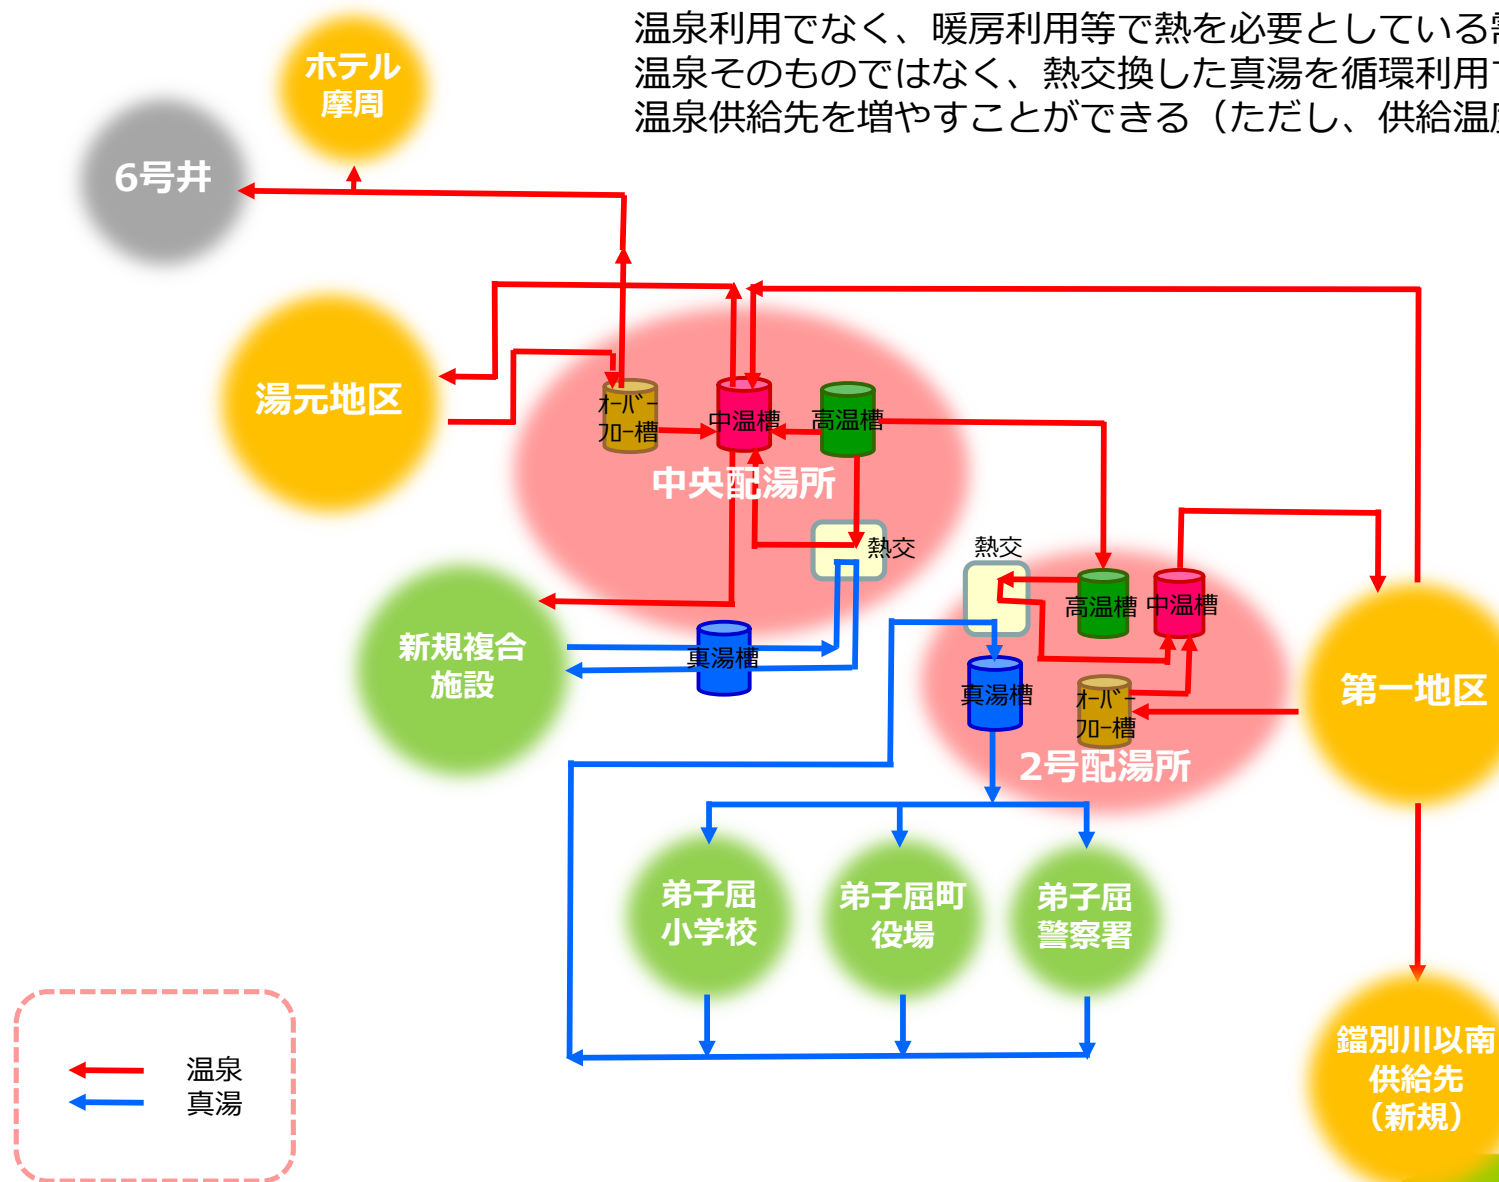 温泉利用でなく、暖房利用等で熱を必要としている
温泉そのものではなく、熱交換した真湯を循環利用
温泉供給先を増やすことができる（ただし、供給温
ホテル
摩周
6号井
湯元地区
ｵｰﾊﾞｰ
ﾌﾛｰ槽
中温槽
高温槽
中央配湯所
熱交
熱交
高温槽
中温槽
新規複合
施設
真湯槽
真湯槽
ｵｰﾊﾞｰ
ﾌﾛｰ槽
第一地区
2号配湯所
弟子屈
小学校
弟子屈町
役場
弟子屈
警察署
鐺別川以南
供給先
（新規）
温泉
真湯